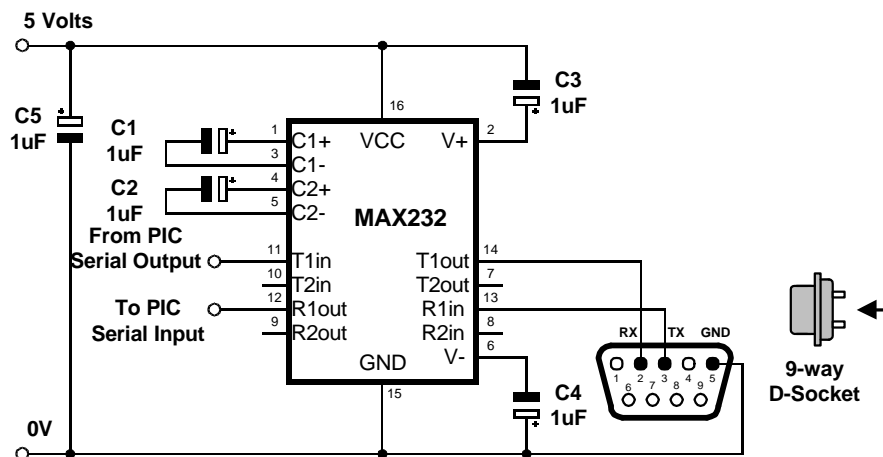 5 Volts
C5
1uF
C1
1uF
C2
1uF
C3
1uF
+
+
+
+
+
16
1
3
4
5
2
C1+
C1-
C2+
C2-
VCC
V+
MAX232
From PIC
Serial Output
To PIC
Serial Input
11
10
12
9
T1in
T2in
R1out
R2out
T1out
T2out
R1in
R2in
V-
14
7
13
8
6
GND
15
C4
1uF
RX TX GND
1 2 3 4 5
6 7 8 9
9-way
D-Socket
0V